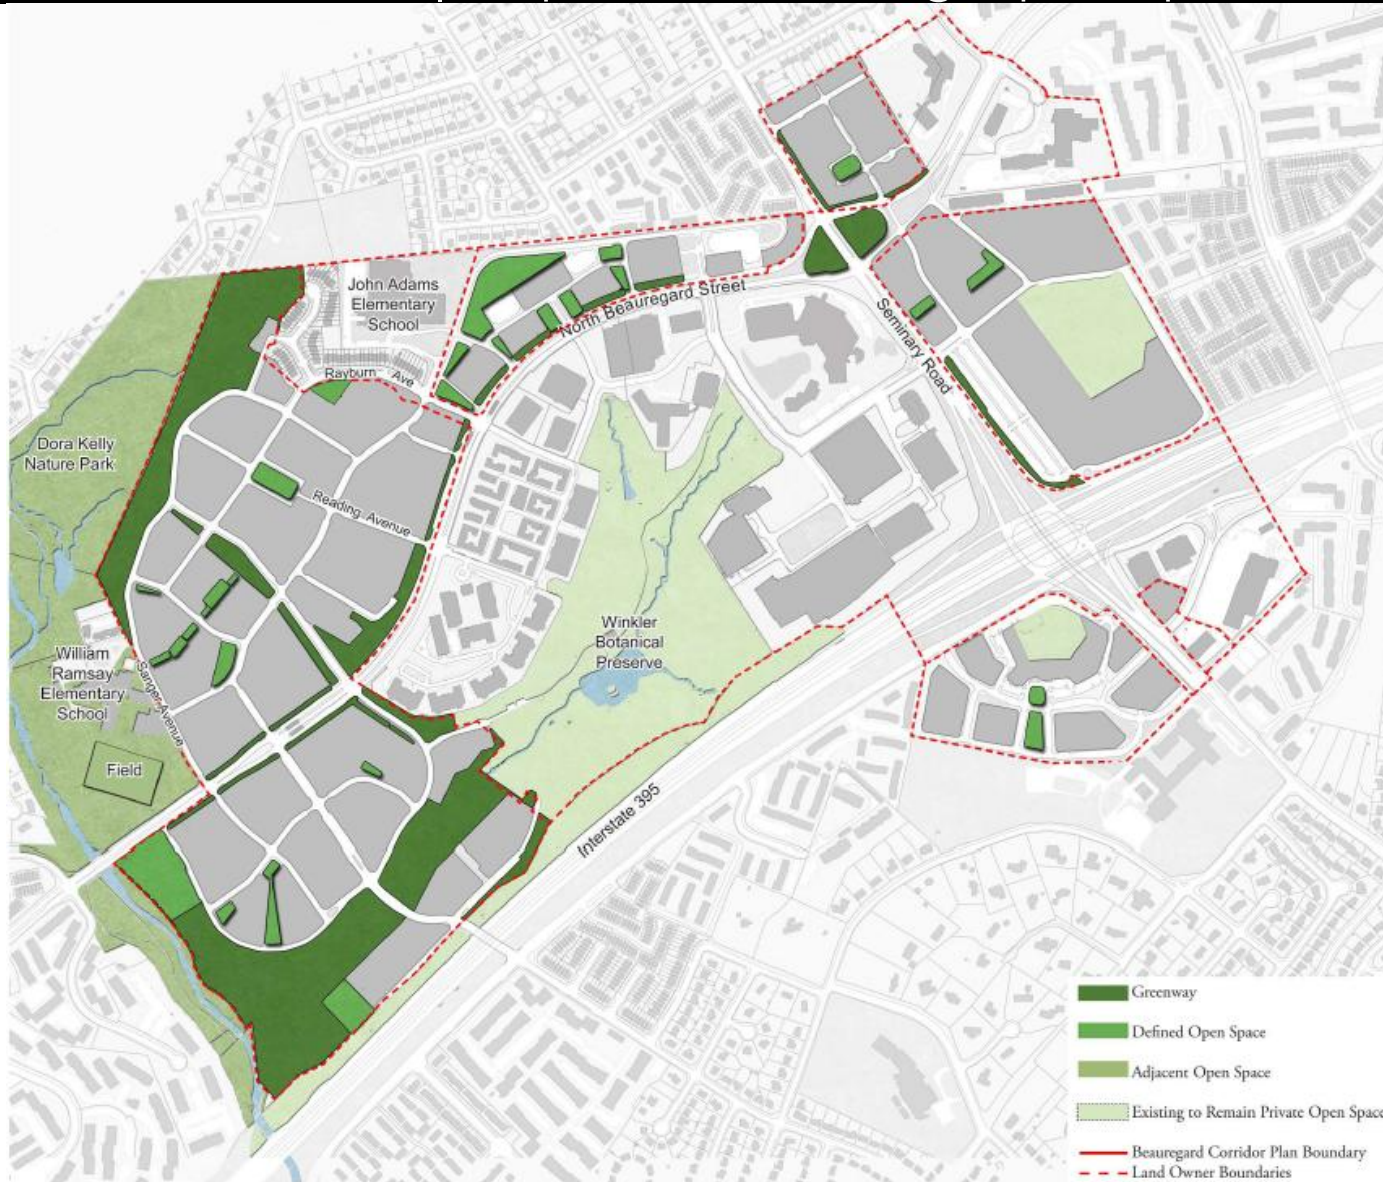 John Adams
Elementary
School
North Beauregard Street
Seminary Road
Rayburn Ave
Dora Kelly
Nature Park
Reading Avenue
Winkler
Botanical
Preserve
William
Ramsay
Elementary
School
Sanger Avenue
Field
Interstate 395
Greenway
Defined Open Space
Adjacent Open Space
Existing to Remain Private Open Space
Beauregard Corridor Plan Boundary
Land Owner Boundaries